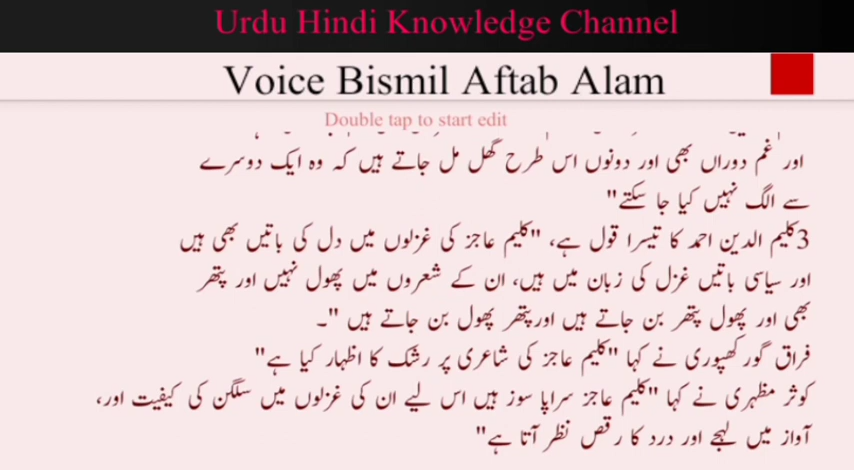 Urdu Hindi Knowledge Channel
Voice Bismil Aftab Alam
Double tap to start edit
اور غم دوراں بھی اور دونوں اس طرح گھل مل جاتے ہیں کہ وہ ایک دوسرے
سے الگ نہیں کیا جا سکتے"
3کلیم الدین احمد کا تیسرا قول ہے، "کلیم عاجز کی غزلوں میں دل کی باتیں بھی ہیں
اور سیاسی باتیں غزل کی زبان میں ہیں، ان کے شعروں میں پھول نہیں اور پتھر
بھی اور پھول پتھر بن جاتے ہیں اورپتھر پھول بن جاتے ہیں "۔
فراق گورکھپوری نے کہا "کلیم عاجز کی شاعری پر رشک کا اظہار کیا ہے"
کوثر مظہری نے کہا "کلیم عاجز سراپا سوز ہیں اس لیے ان کی غزلوں میں سلگن کی کیفیت اور،
آواز میں لہجے اور درد کا رقص نظر آتا ہے"